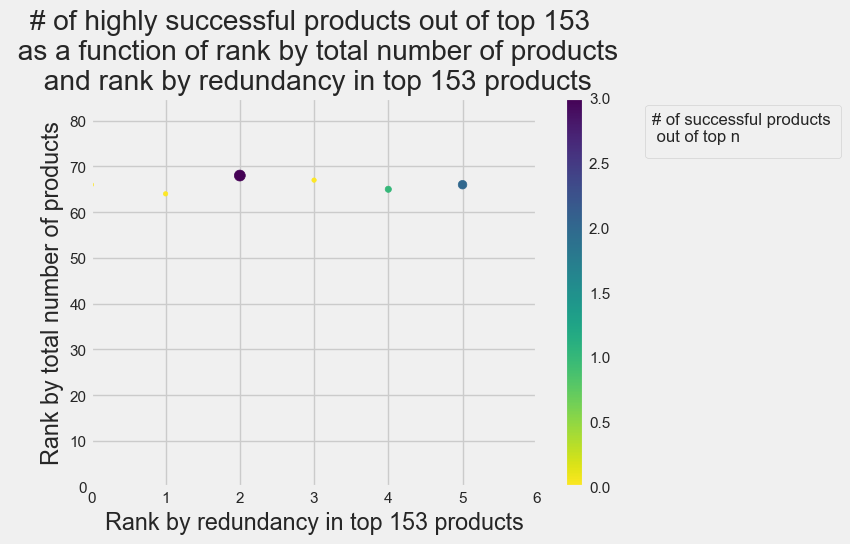 # of highly successful products out of top 153
as a function of rank by total number of products
and rank by redundancy in top 153 products
Rank by total number of products
80
70
60
50
40
30
20
10
0
0 1 2 3 4 5 6
Rank by redundancy in top 153 products
3.0
2.5
2.0
1.5
1.0
0.5
0.0
# of successful products
out of top n